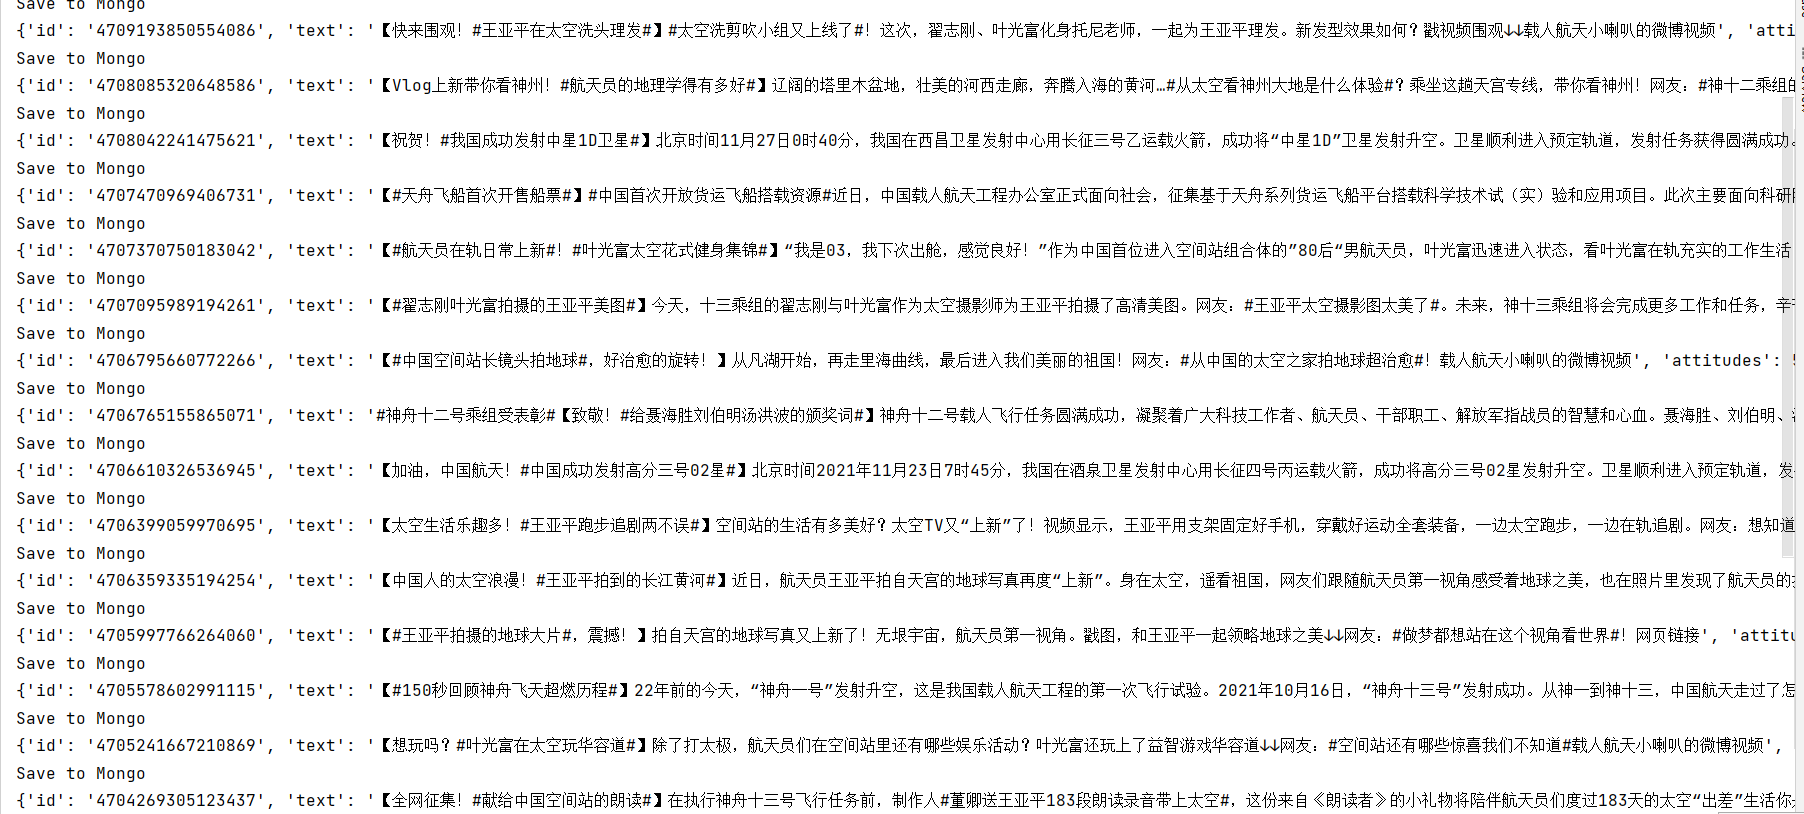 Save to Mongo
{'id': '4709193850554086', 'text': '【快来围观！#王亚平在太空洗头理发#】#太空洗剪吹小组又上线了#！这次，翟志刚、叶光富化身托尼老师，一起为王亚平理发。新发型效果如何？戳视频围观↓↓载人航天小喇叭的微博视频', 'atti
Save to Mongo
{'id': '4708085320648586', 'text': '【Vlog上新带你看神州！#航天员的地理学得有多好#】辽阔的塔里木盆地，壮美的河西走廊，奔腾入海的黄河…#从太空看神州大地是什么体验#？乘坐这趟天宫专线，带你看神州！网友：#神十二乘组的
Save to Mongo
{'id': '4708042241475621', 'text': '【祝贺！#我国成功发射中星1D卫星#】北京时间11月27日0时40分，我国在西昌卫星发射中心用长征三号乙运载火箭，成功将“中星1D”卫星发射升空。卫星顺利进入预定轨道，发射任务获得圆满成功。
Save to Mongo
{'id': '4707470969406731', 'text': '【#天舟飞船首次开售船票#】#中国首次开放货运飞船搭载资源#近日，中国载人航天工程办公室正式面向社会，征集基于天舟系列货运飞船平台搭载科学技术试（实）验和应用项目。此次主要面向科研
Save to Mongo
{'id': '4707370750183042', 'text': '【#航天员在轨日常上新#！#叶光富太空花式健身集锦#】“我是03，我下次出舱，感觉良好！”作为中国首位进入空间站组合体的”80后“男航天员，叶光富迅速进入状态，看叶光富在轨充实的工作生活
Save to Mongo
{'id': '4707095989194261', 'text': '【#翟志刚叶光富拍摄的王亚平美图#】今天，十三乘组的翟志刚与叶光富作为太空摄影师为王亚平拍摄了高清美图。网友：#王亚平太空摄影图太美了#。未来，神十三乘组将会完成更多工作和任务，辛
Save to Mongo
{'id': '4706795660772266', 'text': '【#中国空间站长镜头拍地球#，好治愈的旋转！】从凡湖开始，再走里海曲线，最后进入我们美丽的祖国！网友：#从中国的太空之家拍地球超治愈#！载人航天小喇叭的微博视频', 'attitudes': 5
Save to Mongo
{'id': '4706765155865071', 'text': '#神舟十二号乘组受表彰#【致敬！#给聂海胜刘伯明汤洪波的颁奖词#】神舟十二号载人飞行任务圆满成功，凝聚着广大科技工作者、航天员、干部职工、解放军指战员的智慧和心血。聂海胜、刘伯明、
Save to Mongo
{'id': '4706610326536945', 'text': '【加油，中国航天！#中国成功发射高分三号02星#】北京时间2021年11月23日7时45分，我国在酒泉卫星发射中心用长征四号丙运载火箭，成功将高分三号02星发射升空。卫星顺利进入预定轨道，发
Save to Mongo
{'id': '4706399059970695', 'text': '【太空生活乐趣多！#王亚平跑步追剧两不误#】空间站的生活有多美好？太空TV又“上新”了！视频显示，王亚平用支架固定好手机，穿戴好运动全套装备，一边太空跑步，一边在轨追剧。网友：想知道
Save to Mongo
{'id': '4706359335194254', 'text': '【中国人的太空浪漫！#王亚平拍到的长江黄河#】近日，航天员王亚平拍自天宫的地球写真再度“上新”。身在太空，遥看祖国，网友们跟随航天员第一视角感受着地球之美，也在照片里发现了航天员的
Save to Mongo
{'id': '4705997766264060', 'text': '【#王亚平拍摄的地球大片#，震撼！】拍自天宫的地球写真又上新了！无垠宇宙，航天员第一视角。戳图，和王亚平一起领略地球之美↓↓网友：#做梦都想站在这个视角看世界#！网页链接', 'attitu
Save to Mongo
{'id': '4705578602991115', 'text': '【#150秒回顾神舟飞天超燃历程#】22年前的今天，“神舟一号”发射升空，这是我国载人航天工程的第一次飞行试验。2021年10月16日，“神舟十三号”发射成功。从神一到神十三，中国航天走过了怎
Save to Mongo
{'id': '4705241667210869', 'text': '【想玩吗？#叶光富在太空玩华容道#】除了打太极，航天员们在空间站里还有哪些娱乐活动？叶光富还玩上了益智游戏华容道↓↓网友：#空间站还有哪些惊喜我们不知道#载人航天小喇叭的微博视频',
Save to Mongo
{'id': '4704269305123437', 'text': '【全网征集！#献给中国空间站的朗读#】在执行神舟十三号飞行任务前，制作人#董卿送王亚平183段朗读录音带上太空#，这份来自《朗读者》的小礼物将陪伴航天员们度过183天的太空“出差”生活你